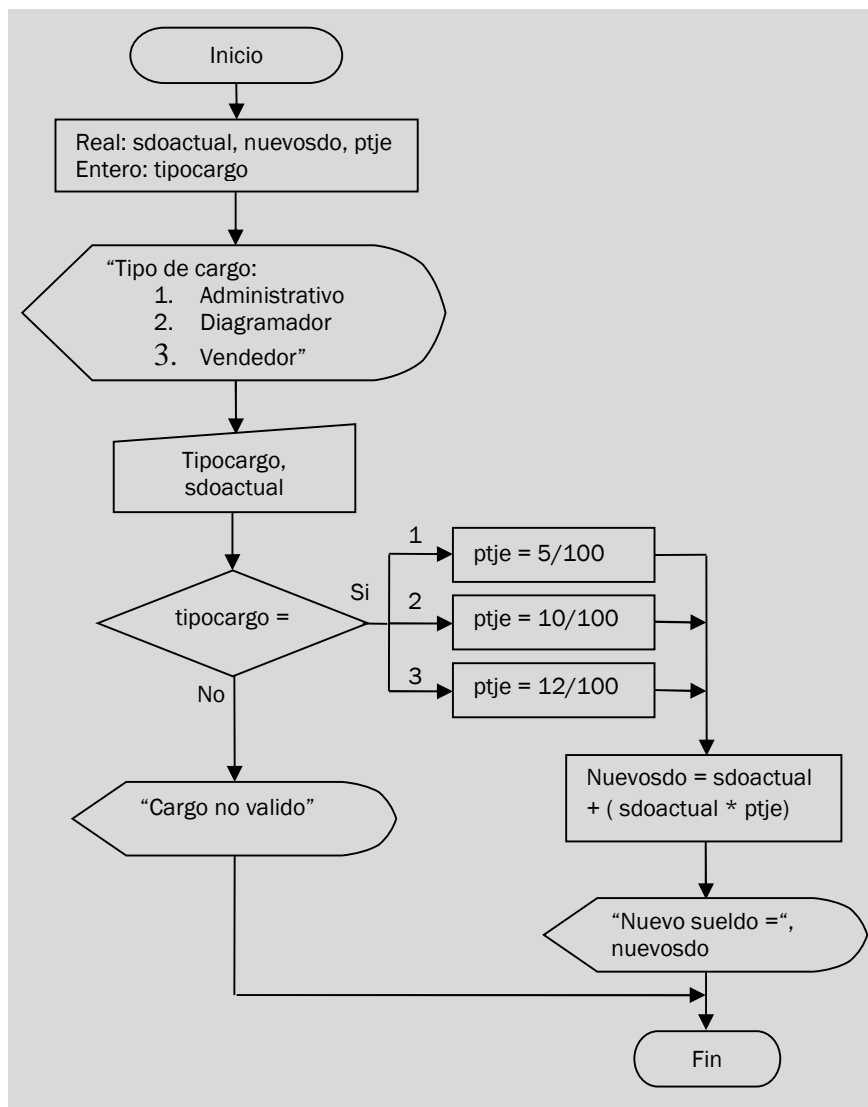 Inicio
Real: sdoactual, nuevosdo, ptje
Entero: tipocargo
“Tipo de cargo:
1. Administrativo
2. Diagramador
3. Vendedor”
Tipocargo,
sdoactual
tipocargo =
Si
1
ptje = 5/100
2
ptje = 10/100
3
ptje = 12/100
No
“Cargo no valido”
Nuevosdo = sdoactual
+ ( sdoactual * ptje)
“Nuevo sueldo =“,
nuevosdo
Fin